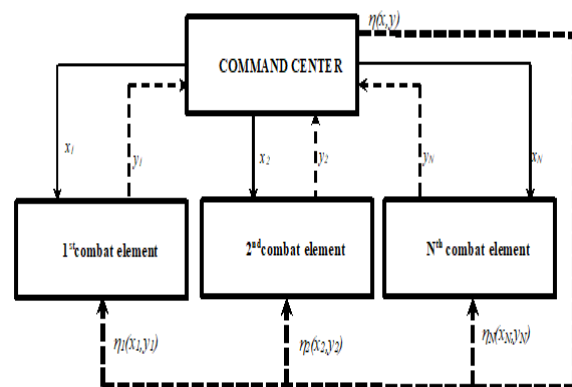 η(x,y)
COMMAND CENTER
x1 y1 x2 y2 yN xN
1st combat element 2nd combat element Nth combat element
η1(x1,y1) η2(x2,y2) ηN(xN,yN)